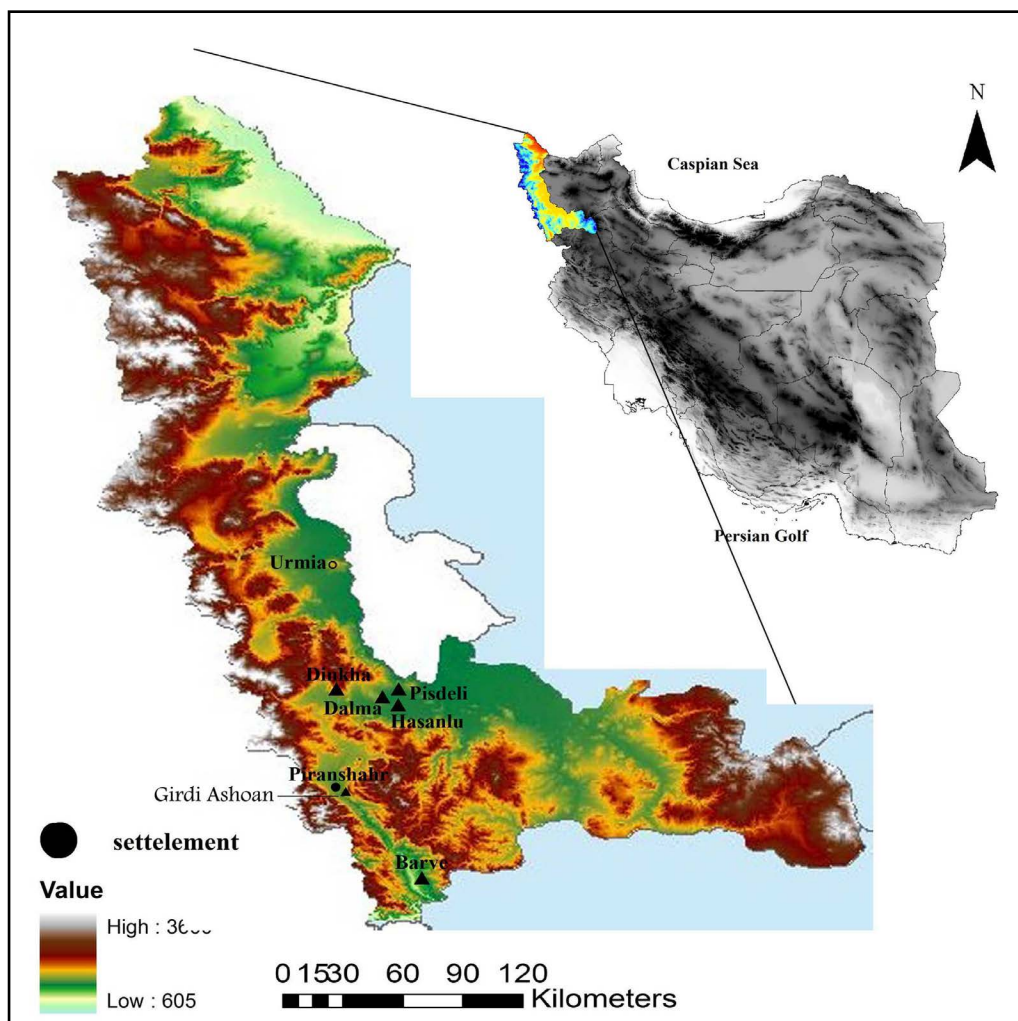 N
Caspian Sea
Persian Golf
Urmia
Dinkha
Pisdeli
Dalma
Hasanlu
Piranshahr
Girdi Ashoan
Barve
settelement
Value
High :
Low : 605
0 15 30 60 90 120
Kilometers